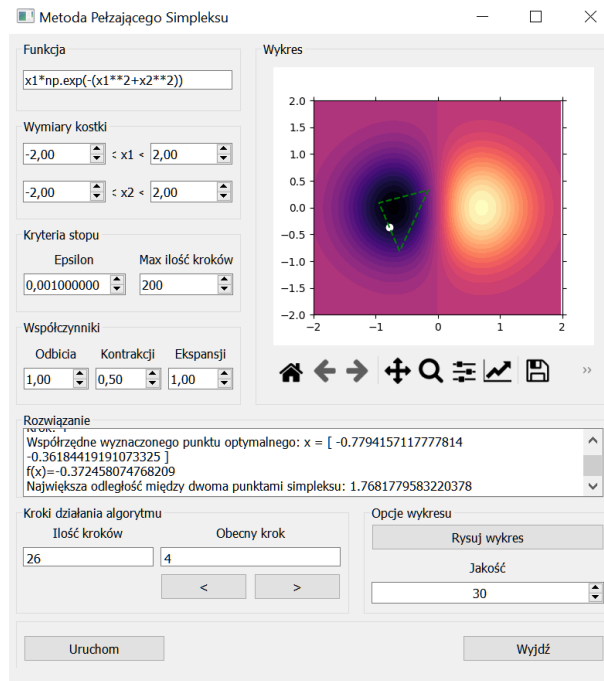 Metoda Pełzającego Simpleksu
Funkcja
x1*np.exp(-(x1**2+x2**2))
Wymiary kostki
-2,00 < x1 < 2,00
-2,00 < x2 < 2,00
Kryteria stopu
Epsilon Max ilość kroków
0,001000000 200
Współczynniki
Odbicia Kontrakcji Ekspansji
1,00 0,50 1,00
Wykres
2.0
1.5
1.0
0.5
0.0
−0.5
−1.0
−1.5
−2.0
−2 −1 0 1 2
»
Rozwiązanie
Współrzędne wyznaczonego punktu optymalnego: x = [ -0.7794157117777814
-0.36184419191073325 ]
f(x)=-0.372458074768209
Największa odległość między dwoma punktami simpleksu: 1.7681779583220378
Kroki działania algorytmu
Ilość kroków Obecny krok
26 4
< >
Opcje wykresu
Rysuj wykres
Jakość
30
Uruchom Wyjdź